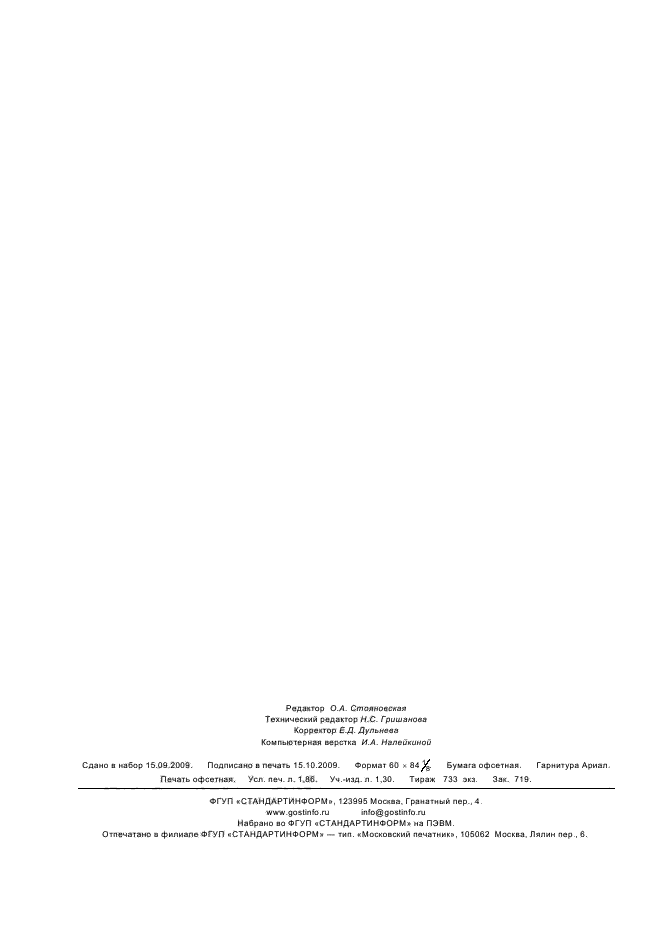 Редактор О.А. Стояновская
Технический редактор Н.С. Гришанова
Корректор Е.Д. Дульнева
Компьютерная верстка И.А. Налейкиной
Сдано в набор 15.09.2009. Подписано в печать 15.10.2009. Формат 60 × 84 1/8. Бумага офсетная. Гарнитура Ариал.
Печать офсетная. Усл. печ. л. 1,86. Уч.-изд. л. 1,30. Тираж 733 экз. Зак. 719.
ФГУП «СТАНДАРТИНФОРМ», 123995 Москва, Гранатный пер., 4.
www.gostinfo.ru info@gostinfo.ru
Набрано во ФГУП «СТАНДАРТИНФОРМ» на ПЭВМ.
Отпечатано в филиале ФГУП «СТАНДАРТИНФОРМ» — тип. «Московский печатник», 105062 Москва, Лялин пер., 6.